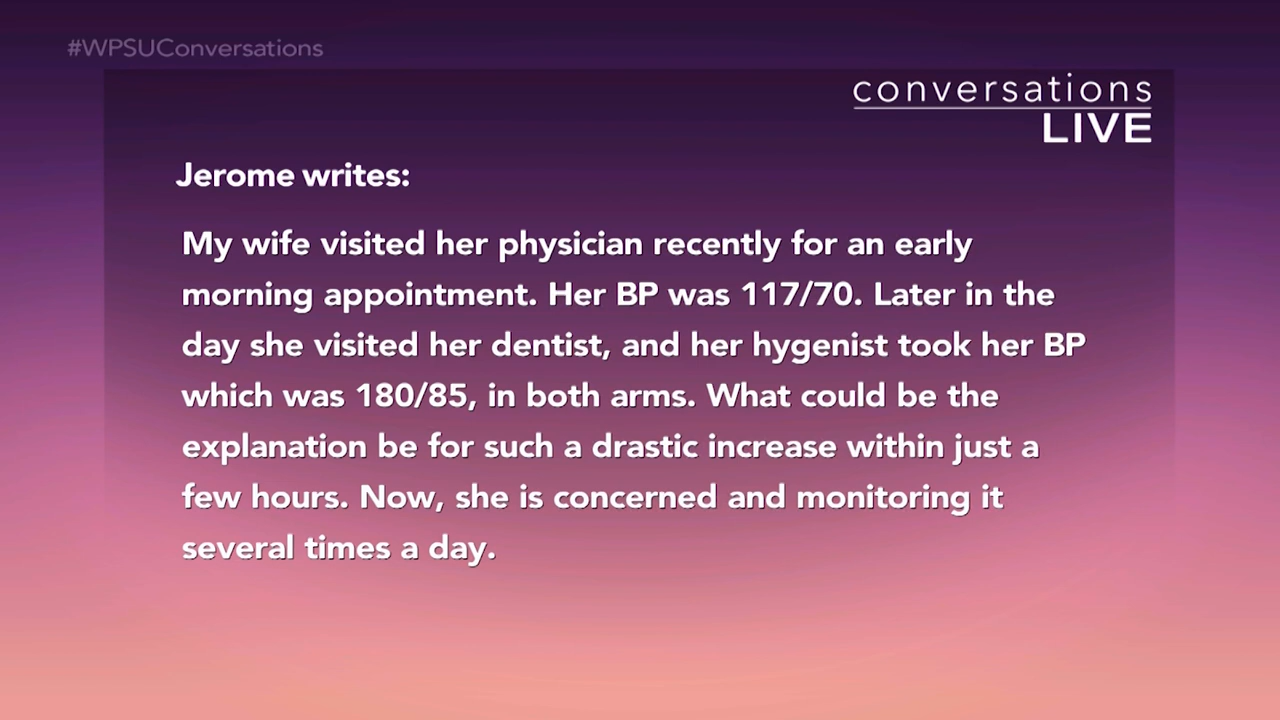 #WPSUConversations
conversations
LIVE
Jerome writes:
My wife visited her physician recently for an early
morning appointment. Her BP was 117/70. Later in the
day she visited her dentist, and her hygenist took her BP
which was 180/85, in both arms. What could be the
explanation be for such a drastic increase within just a
few hours. Now, she is concerned and monitoring it
several times a day.